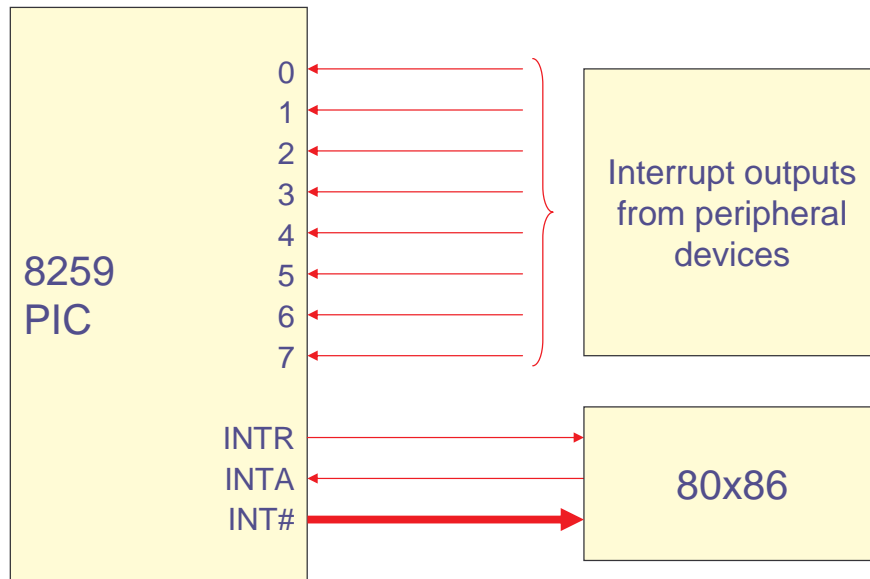 8259
PIC
0
1
2
3
4
5
6
7
INTR
INTA
INT#
Interrupt outputs
from peripheral
devices
80x86